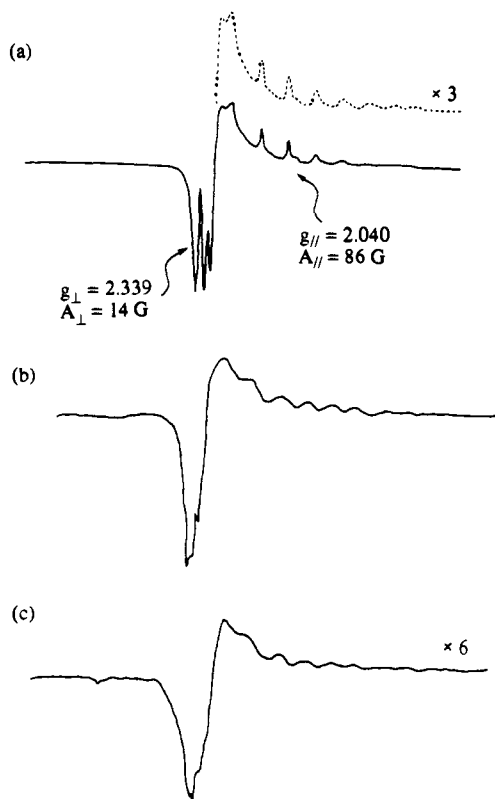 (a)
× 3
g// = 2.040
A// = 86 G
g⊥ = 2.339
A⊥ = 14 G
(b)
(c)
× 6